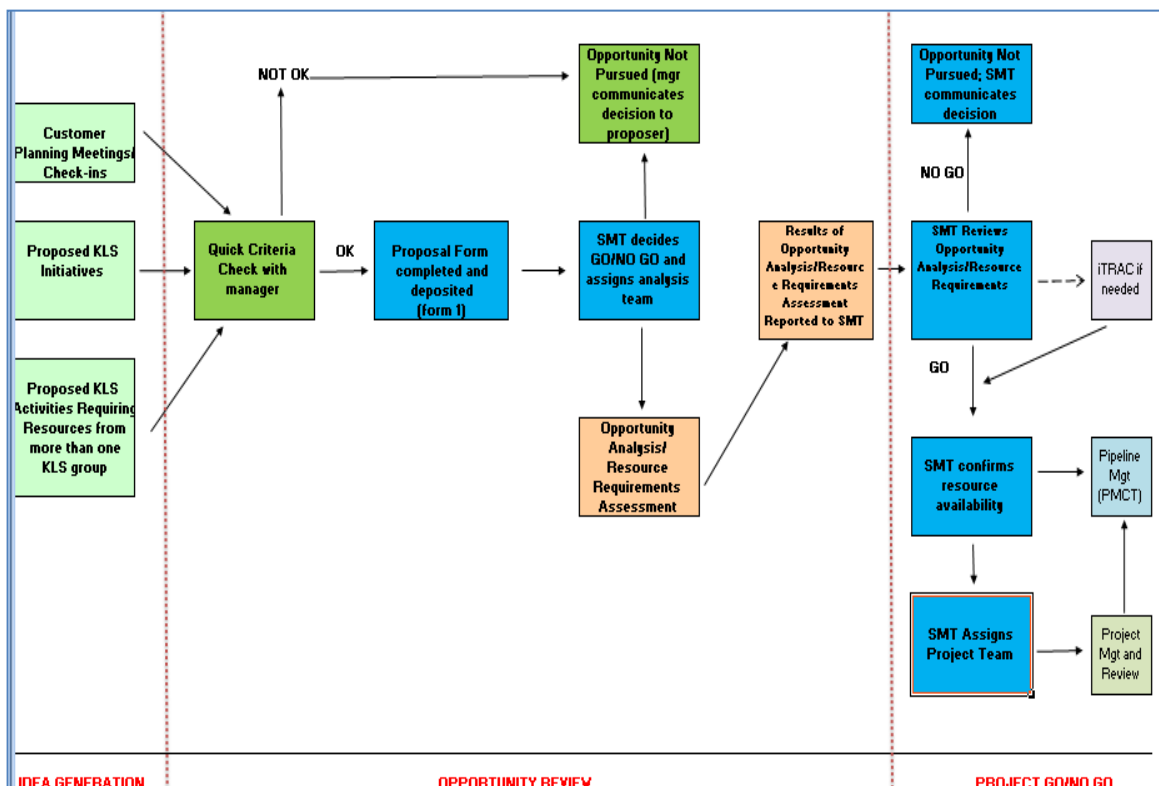 Customer
Planning Meetings/
Check-ins
Proposed KLS
Initiatives
Proposed KLS
Activities Requiring
Resources from
more than one
KLS group
NOT OK
Quick Criteria
Check with
manager
OK
Proposal Form
completed and
deposited
(form 1)
Opportunity Not
Pursued (mgr
communicates
decision to
proposer)
SMT decides
GO/NO GO and
assigns analysis
team
Opportunity
Analysis/
Resource
Requirements
Assessment
Results of
Opportunity
Analysis/Resourc
e Requirements
Assessment
Reported to SMT
Opportunity Not
Pursued; SMT
communicates
decision
NO GO
SMT Reviews
Opportunity
Analysis/Resource
Requirements
iTRAC if
needed
GO
SMT confirms
resource
availability
Pipeline
Mgt
(PMCT)
SMT Assigns
Project Team
Project
Mgt and
Review
IDEA GENERATION
OPPORTUNITY REVIEW
PROJECT GO/NO GO